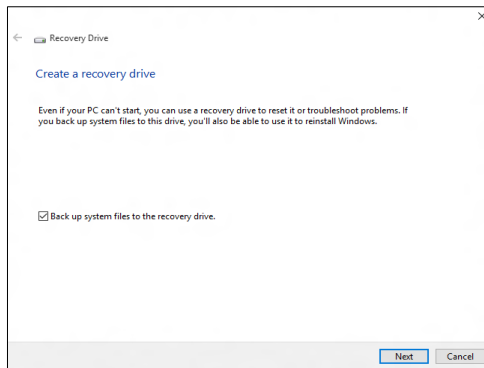 Recovery Drive
Create a recovery drive
Even if your PC can't start, you can use a recovery drive to reset it or troubleshoot problems. If
you back up system files to this drive, you'll also be able to use it to reinstall Windows.
Back up system files to the recovery drive.
Next Cancel